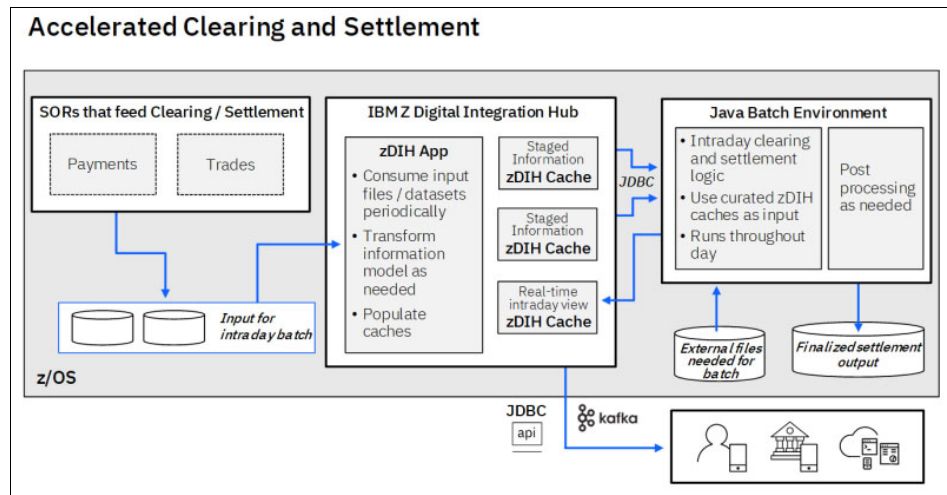 Accelerated Clearing and Settlement
SORs that feed Clearing / Settlement
Payments
Trades
Input for
intraday batch
z/OS
IBM Z Digital Integration Hub
zDIH App
• Consume input
files / datasets
periodically
• Transform
information
model as
needed
• Populate
caches
Staged
Information
zDIH Cache
Staged
Information
zDIH Cache
Real-time
intraday view
zDIH Cache
JDBC
Java Batch Environment
• Intraday clearing
and settlement
logic
• Use curated zDIH
caches as input
• Runs throughout
day
Post
processing
as needed
External files
needed for
batch
Finalized settlement
output
JDBC
api
kafka